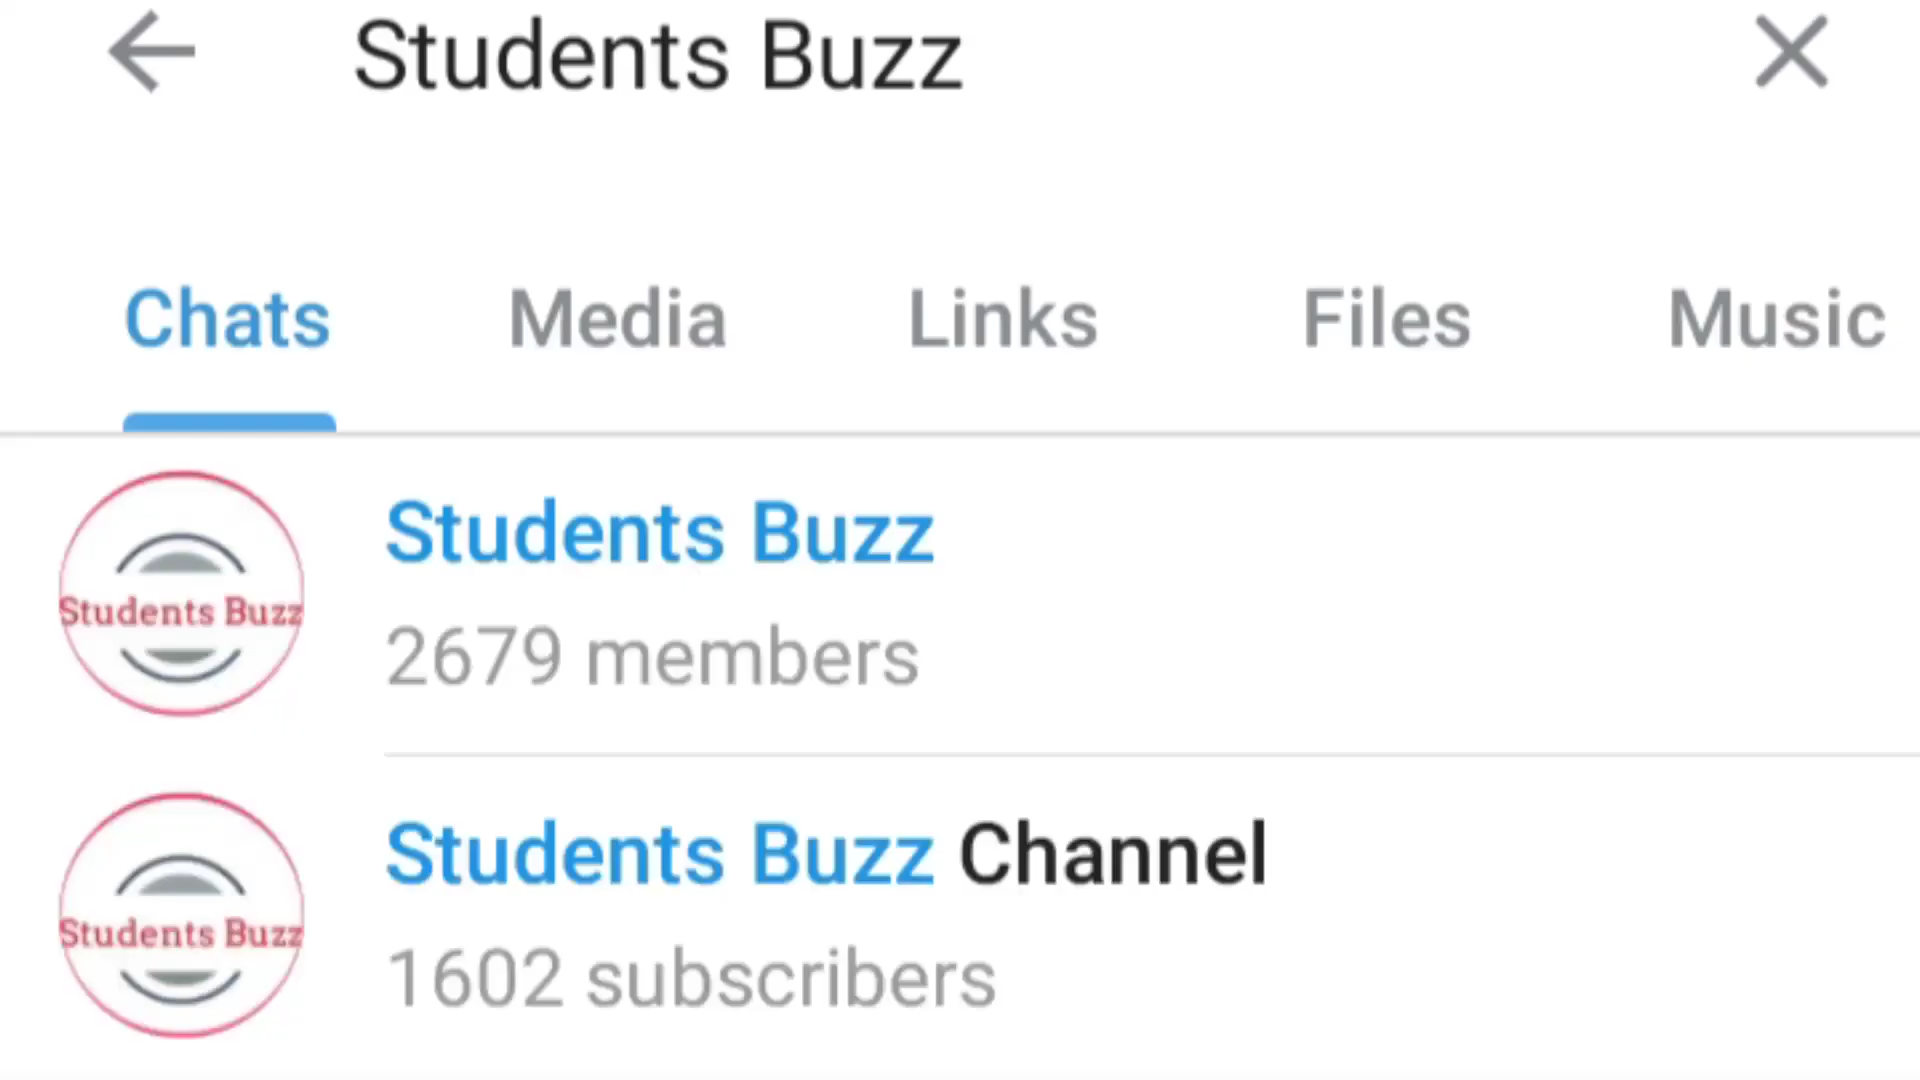 Students Buzz
Chats Media Links Files Music
Students Buzz
Students Buzz
2679 members
Students Buzz
Students Buzz Channel
1602 subscribers